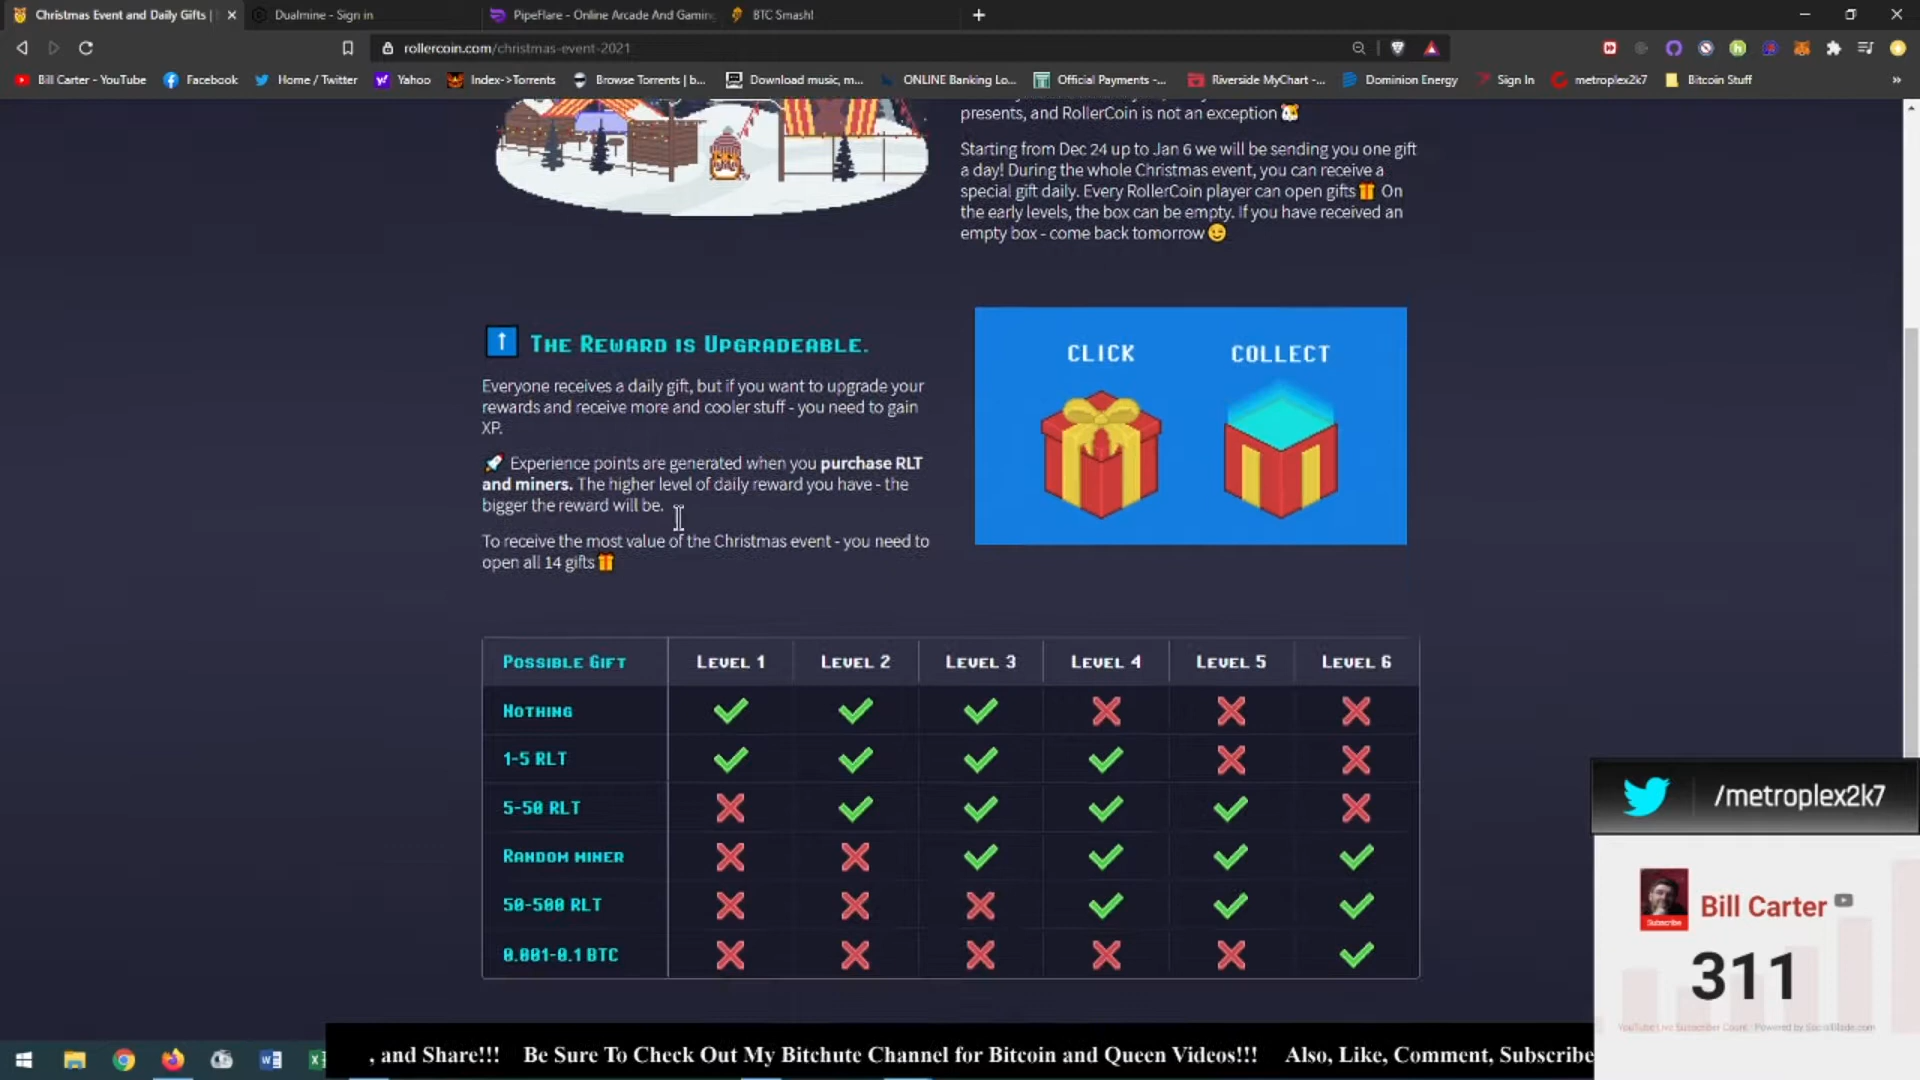 Christmas Event and Daily Gifts |
Dualmine - Sign in
PipeFlare - Online Arcade And Gaming
BTC Smash!
rollercoin.com/christmas-event-2021
Bill Carter - YouTube
Facebook
Home / Twitter
Yahoo
Index->Torrents
Browse Torrents | b...
Download music, m...
ONLINE Banking Lo...
Official Payments -...
Riverside MyChart -...
Dominion Energy
Sign In
metroplex2k7
Bitcoin Stuff
presents, and RollerCoin is not an exception
Starting from Dec 24 up to Jan 6 we will be sending you one gift
a day! During the whole Christmas event, you can receive a
special gift daily. Every RollerCoin player can open gifts On
the early levels, the box can be empty. If you have received an
empty box - come back tomorrow
The Reward is Upgradeable.
Everyone receives a daily gift, but if you want to upgrade your
rewards and receive more and cooler stuff - you need to gain
XP.
Experience points are generated when you purchase RLT
and miners. The higher level of daily reward you have - the
bigger the reward will be.
To receive the most value of the Christmas event - you need to
open all 14 gifts
CLICK COLLECT
Possible Gift Level 1 Level 2 Level 3 Level 4 Level 5 Level 6
Nothing
1-5 RLT
5-50 RLT
Random miner
50-500 RLT
0.001-0.1 BTC
/metroplex2k7
Subscribe
Bill Carter
311
YouTube Live Subscriber Count - Powered by SocialBlade.com
, and Share!!! Be Sure To Check Out My Bitchute Channel for Bitcoin and Queen Videos!!! Also, Like, Comment, Subscribe